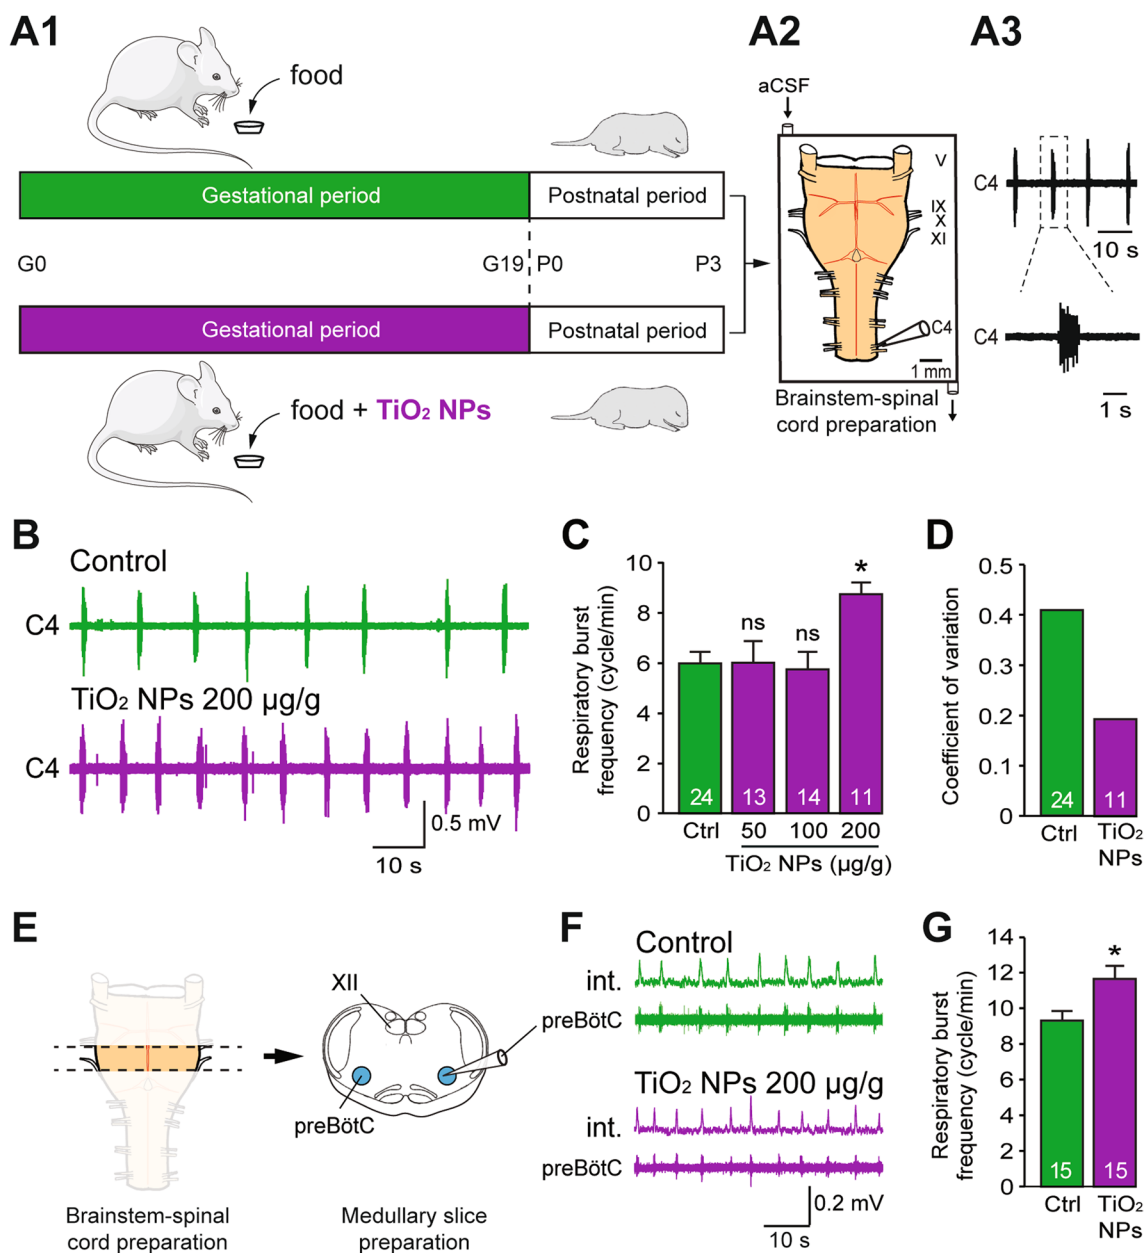 A1
food
Gestational period
Postnatal period
G0
G19
P0
P3
Gestational period
Postnatal period
food + TiO₂ NPs
A2
aCSF
V
IX
X
XI
C4
1 mm
Brainstem-spinal
cord preparation
A3
C4
10 s
C4
1 s
B
Control
C4
TiO₂ NPs 200 µg/g
C4
0.5 mV
10 s
C
Respiratory burst
frequency (cycle/min)
10
8
6
4
2
0
ns
ns
*
24
13
14
11
Ctrl
50
100
200
TiO₂ NPs (µg/g)
D
Coefficient of variation
0.5
0.4
0.3
0.2
0.1
0
24
11
Ctrl
TiO₂
NPs
E
XII
preBötC
Brainstem-spinal
cord preparation
Medullary slice
preparation
F
Control
int.
preBötC
TiO₂ NPs 200 µg/g
int.
preBötC
0.2 mV
10 s
G
Respiratory burst
frequency (cycle/min)
14
12
10
8
6
4
2
0
*
15
15
Ctrl
TiO₂
NPs